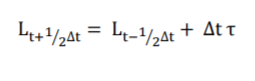 L_{t+1/2Δt} = L_{t−1/2Δt} + Δt τ